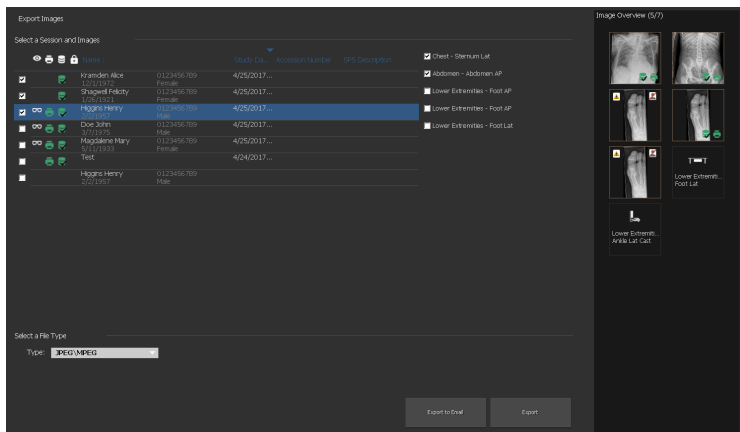 Export Images
Image Overview (5/7)
Select a Session and Images
Name
Study Da...
Accession Number
SPS Description
Kramden Alice
12/1/1972
0123456789
Female
4/25/2017...
Shagwell Felicity
1/26/1921
0123456789
Female
4/25/2017...
Higgins Henry
2/2/1957
0123456789
Male
4/25/2017...
Doe John
3/7/1975
0123456789
Male
4/25/2017...
Magdalene Mary
5/11/1933
0123456789
Female
4/25/2017...
Test
4/24/2017...
Higgins Henry
2/2/1957
0123456789
Male
Chest - Sternum Lat
Abdomen - Abdomen AP
Lower Extremities - Foot AP
Lower Extremities - Foot AP
Lower Extremities - Foot Lat
Lower Extremiti...
Foot Lat
Lower Extremiti...
Ankle Lat Cast
Select a File Type
Type:
JPEG\MPEG
Export to Email
Export